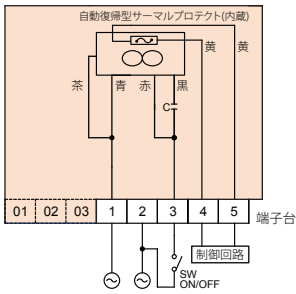 自動復帰型サーマルプロテクト(内蔵)
黄 黄
茶 青 赤 黒
C
01 02 03 1 2 3 4 5 端子台
制御回路
SW
ON/OFF